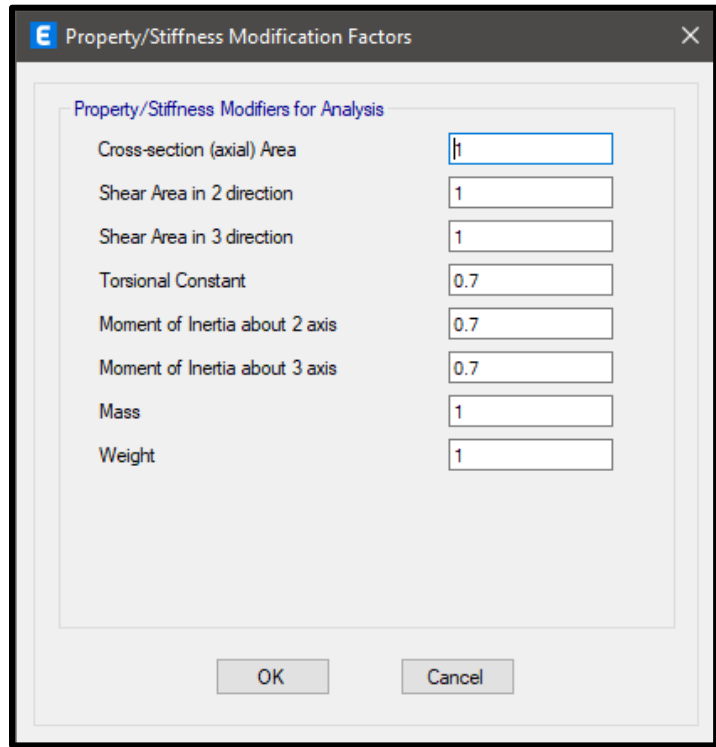 E Property/Stiffness Modification Factors
Property/Stiffness Modifiers for Analysis
Cross-section (axial) Area 1
Shear Area in 2 direction 1
Shear Area in 3 direction 1
Torsional Constant 0.7
Moment of Inertia about 2 axis 0.7
Moment of Inertia about 3 axis 0.7
Mass 1
Weight 1
OK Cancel